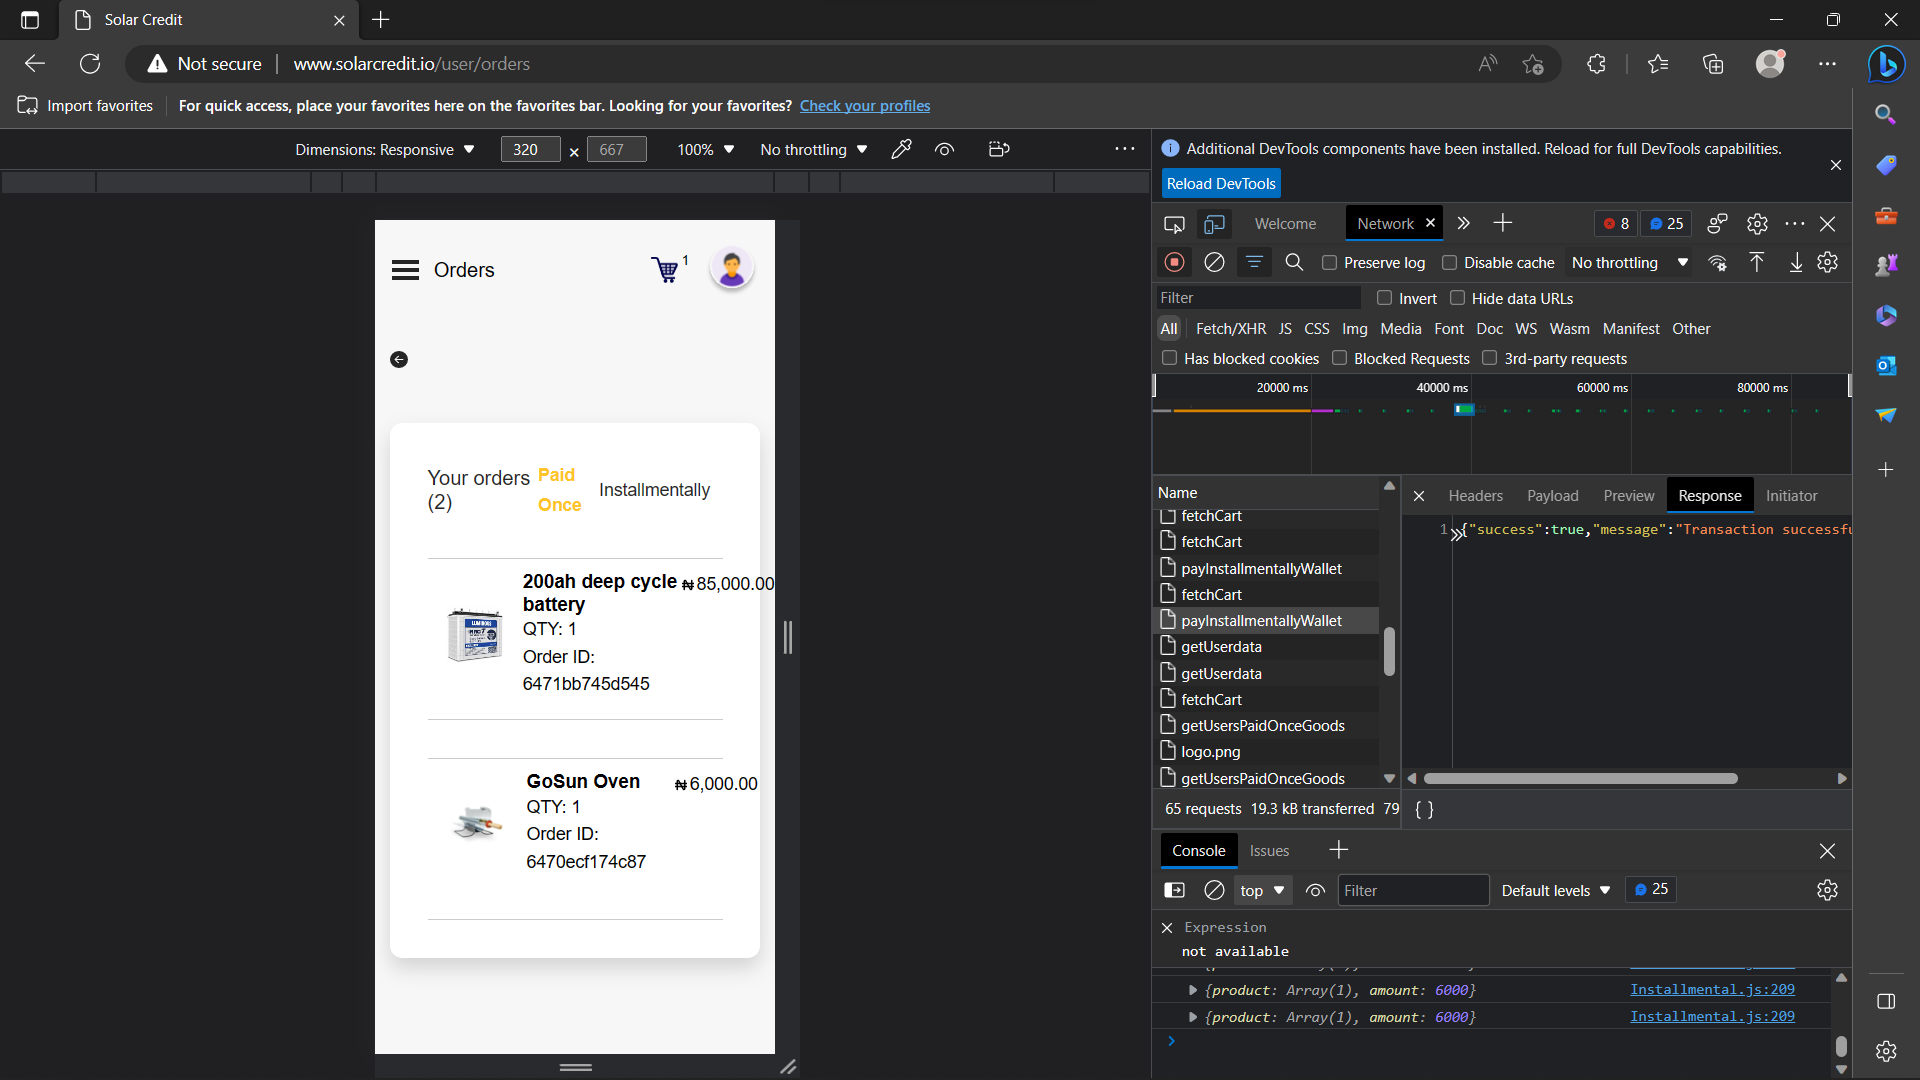 Solar Credit
Not secure
www.solarcredit.io/user/orders
Import favorites
For quick access, place your favorites here on the favorites bar. Looking for your favorites? Check your profiles
Dimensions: Responsive
320 × 667
100%
No throttling
Orders
1
Your orders (2)
Paid Once
Installmentally
200ah deep cycle battery
₦85,000.00
QTY: 1
Order ID:
6471bb745d545
GoSun Oven
₦6,000.00
QTY: 1
Order ID:
6470ecf174c87
Additional DevTools components have been installed. Reload for full DevTools capabilities.
Reload DevTools
Welcome
Network
8
25
Preserve log
Disable cache
No throttling
Filter
Invert
Hide data URLs
All Fetch/XHR JS CSS Img Media Font Doc WS Wasm Manifest Other
Has blocked cookies
Blocked Requests
3rd-party requests
20000 ms
40000 ms
60000 ms
80000 ms
Name
fetchCart
fetchCart
payInstallmentallyWallet
fetchCart
payInstallmentallyWallet
getUserdata
getUserdata
fetchCart
getUsersPaidOnceGoods
logo.png
getUsersPaidOnceGoods
65 requests 19.3 kB transferred 79
Headers
Payload
Preview
Response
Initiator
1 {"success":true,"message":"Transaction successfu
{ }
Console
Issues
top
Filter
Default levels
25
Expression
not available
{product: Array(1), amount: 6000}
Installmental.js:209
{product: Array(1), amount: 6000}
Installmental.js:209